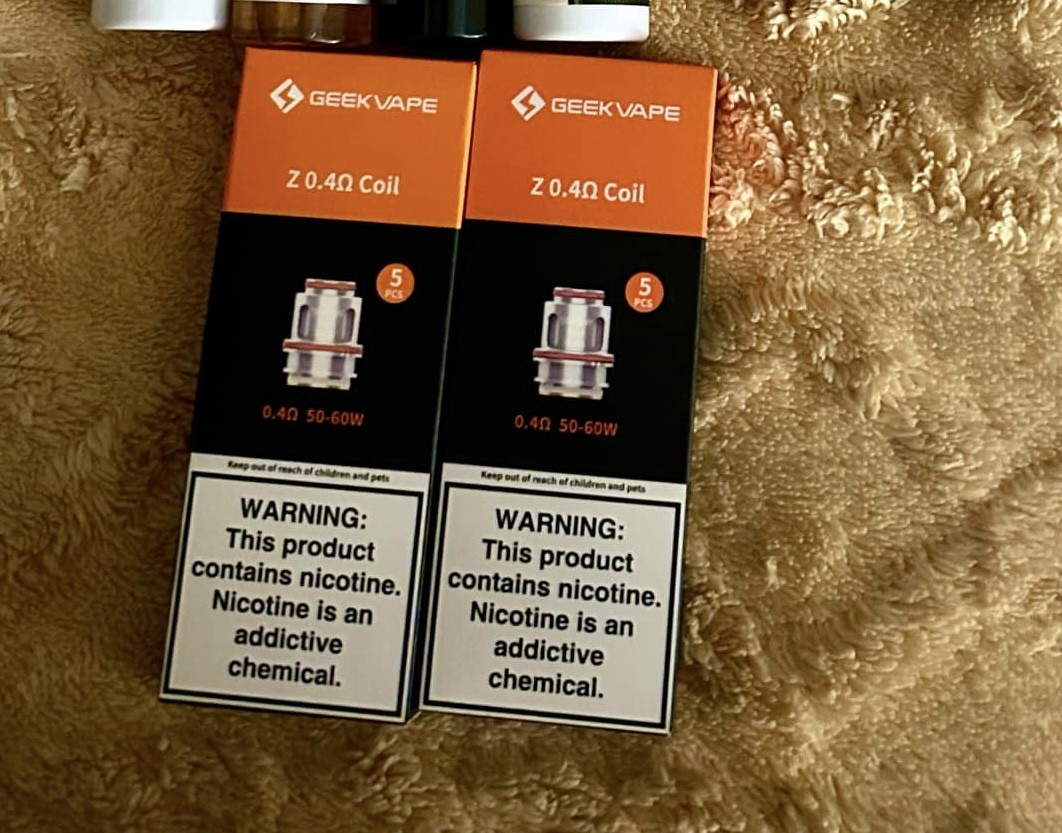 GEEKVAPE
Z 0.4Ω Coil
5
PCS
0.4Ω 50-60W
Keep out of reach of children and pets
WARNING:
This product
contains nicotine.
Nicotine is an
addictive
chemical.
GEEKVAPE
Z 0.4Ω Coil
5
PCS
0.4Ω 50-60W
Keep out of reach of children and pets
WARNING:
This product
contains nicotine.
Nicotine is an
addictive
chemical.